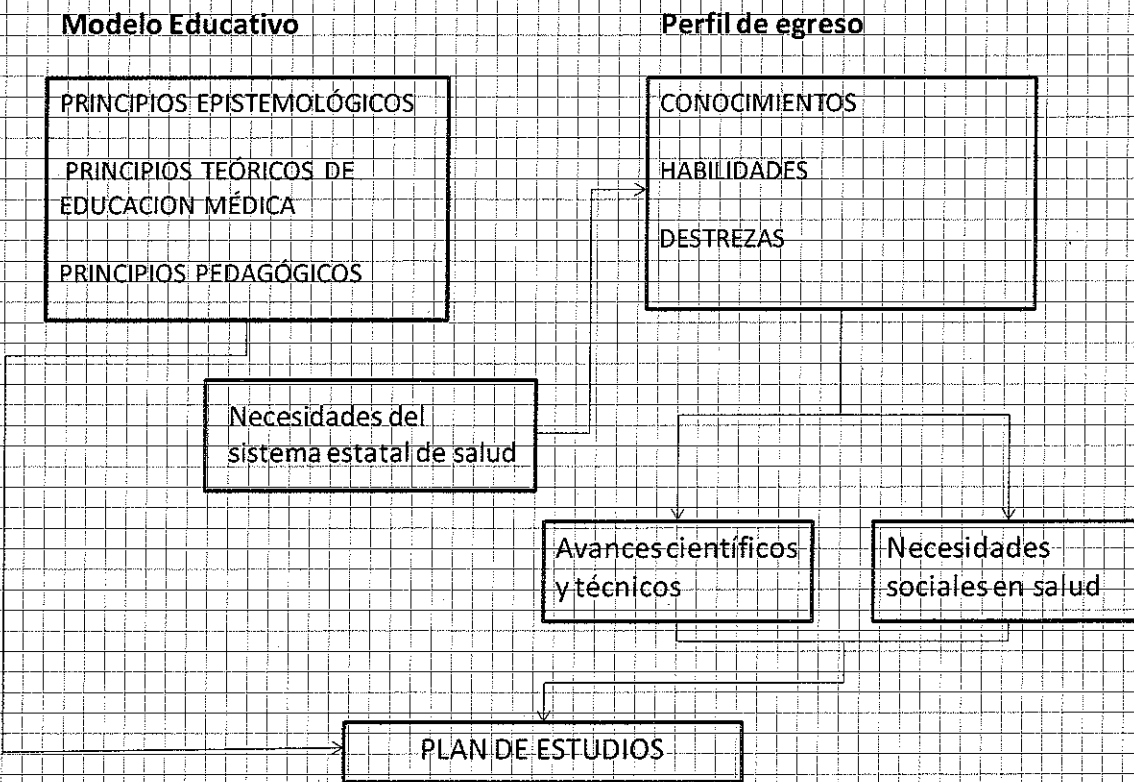 Modelo Educativo
Perfil de egreso
PRINCIPIOS EPISTEMOLÓGICOS
PRINCIPIOS TEÓRICOS DE
EDUCACION MÉDICA
PRINCIPIOS PEDAGÓGICOS
CONOCIMIENTOS
HABILIDADES
DESTREZAS
Necesidades del
sistema estatal de salud
Avances científicos
y técnicos
Necesidades
sociales en salud
PLAN DE ESTUDIOS